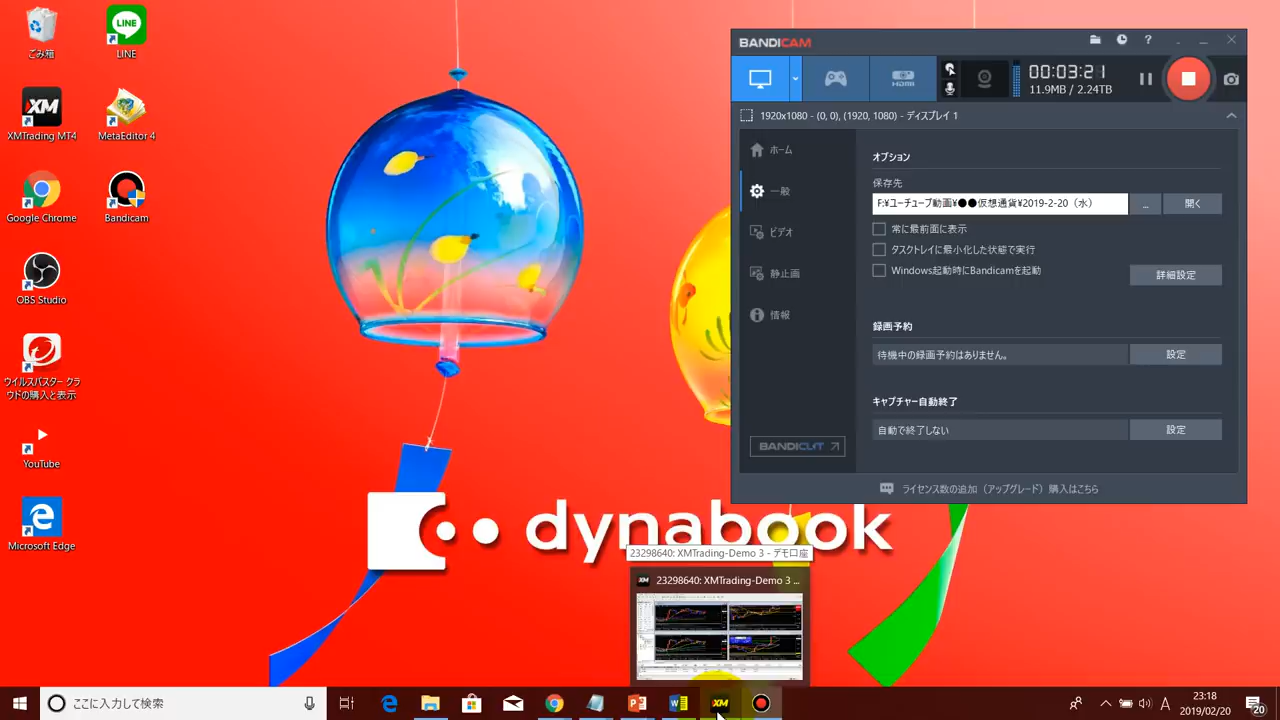 ごみ箱
LINE
LINE
XM
XMTrading MT4
MetaEditor 4
Google Chrome
Bandicam
OBS Studio
ウイルスバスター クラ
ウドの購入と表示
YouTube
Microsoft Edge
dynabook
BANDICAM
?
HDMI
00:03:21
11.9MB / 2.24TB
1920x1080 - (0, 0), (1920, 1080) - ディスプレイ 1
ホーム
一般
ビデオ
静止画
情報
BANDICUT
オプション
保存先
F:¥ユーチューブ動画¥●●仮想通貨¥2019-2-20（水）
...
開く
常に最前面に表示
タスクトレイに最小化した状態で実行
Windows起動時にBandicamを起動
詳細設定
録画予約
待機中の録画予約はありません。
設定
キャプチャー自動終了
自動で終了しない
設定
ライセンス数の追加（アップグレード）購入はこちら
23298640: XMTrading-Demo 3 - デモ口座
XM
23298640: XMTrading-Demo 3 ...
ここに入力して検索
XM
A
23:18
2019/02/20
20